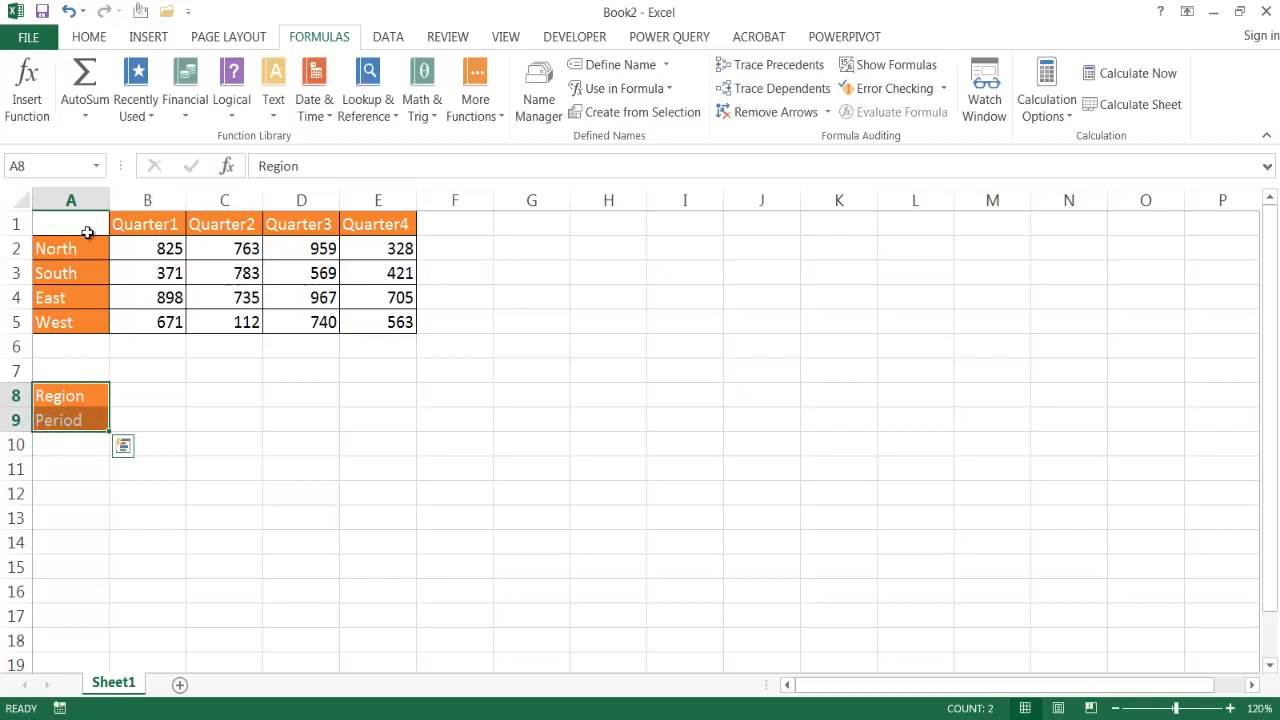 Book2 - Excel
?
FILE HOME INSERT PAGE LAYOUT FORMULAS DATA REVIEW VIEW DEVELOPER POWER QUERY ACROBAT POWERPIVOT Sign in
Insert Function
AutoSum
Recently Used
Financial
Logical
Text
Date & Time
Lookup & Reference
Math & Trig
More Functions
Function Library
Name Manager
Define Name
Use in Formula
Create from Selection
Defined Names
Trace Precedents
Trace Dependents
Remove Arrows
Show Formulas
Error Checking
Evaluate Formula
Formula Auditing
Watch Window
Calculation Options
Calculate Now
Calculate Sheet
Calculation
A8 fx Region
A B C D E F G H I J K L M N O P
1 Quarter1 Quarter2 Quarter3 Quarter4
2 North 825 763 959 328
3 South 371 783 569 421
4 East 898 735 967 705
5 West 671 112 740 563
6
7
8 Region
9 Period
10
11
12
13
14
15
16
17
18
19
Sheet1
READY COUNT: 2 120%